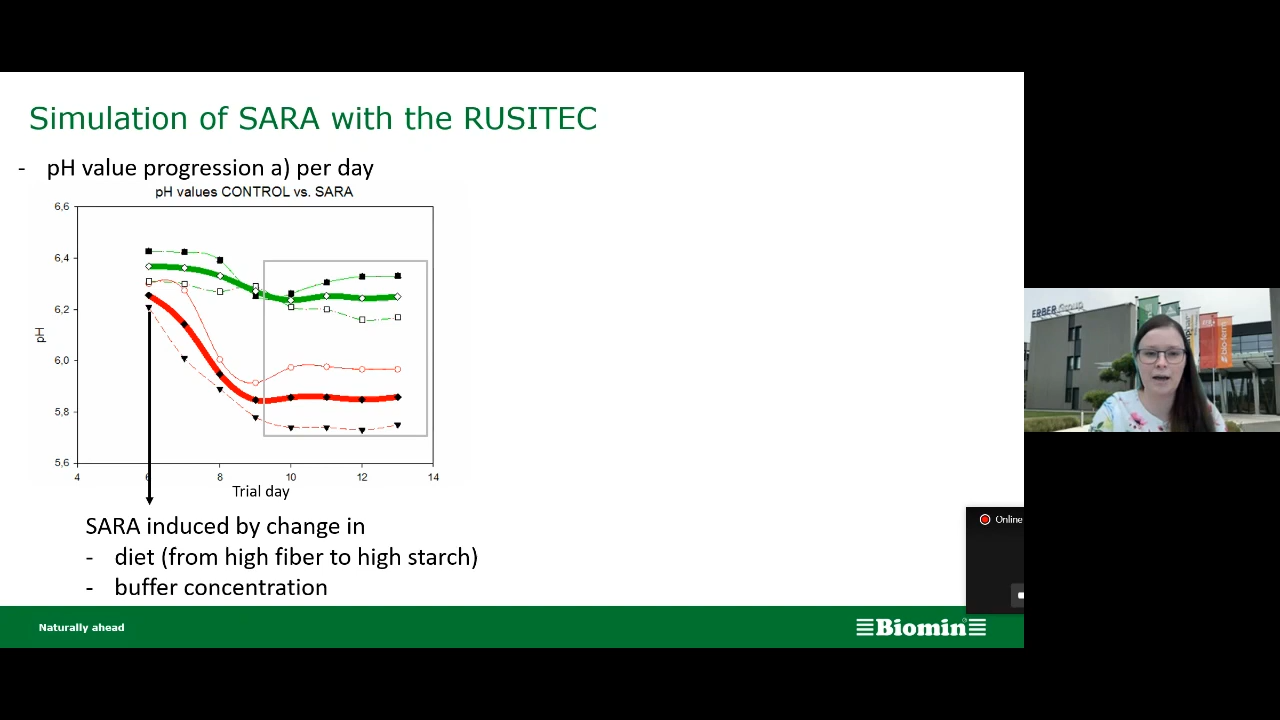 Simulation of SARA with the RUSITEC
- pH value progression a) per day
pH values CONTROL vs. SARA
6,6
6,4
6,2
6,0
5,8
5,6
pH
4 6 8 10 12 14
Trial day
SARA induced by change in
- diet (from high fiber to high starch)
- buffer concentration
Naturally ahead
Biomin
Online
ERBER Group